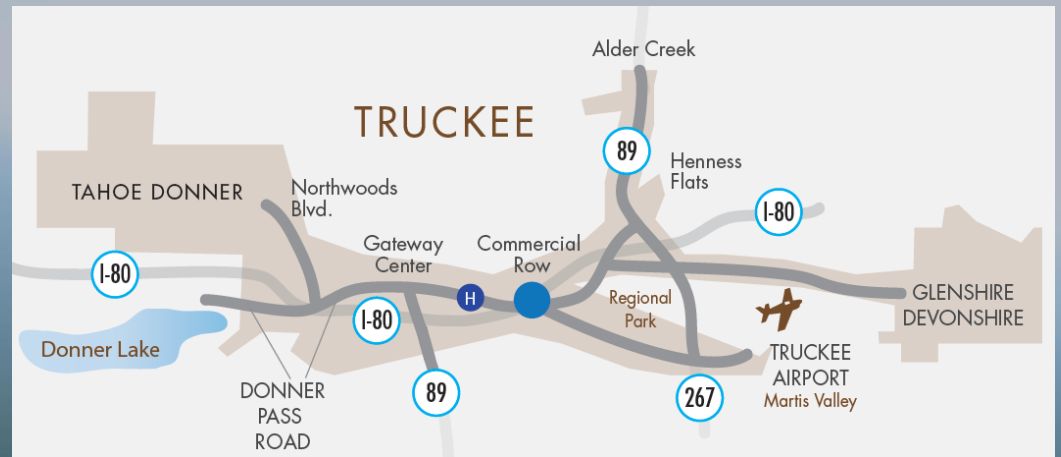 Alder Creek
TRUCKEE
89
Henness
Flats
TAHOE DONNER
Northwoods
Blvd.
I-80
Gateway
Center
Commercial
Row
I-80
H
Regional
Park
GLENSHIRE
DEVONSHIRE
I-80
Donner Lake
TRUCKEE
AIRPORT
Martis Valley
DONNER
PASS
ROAD
89
267